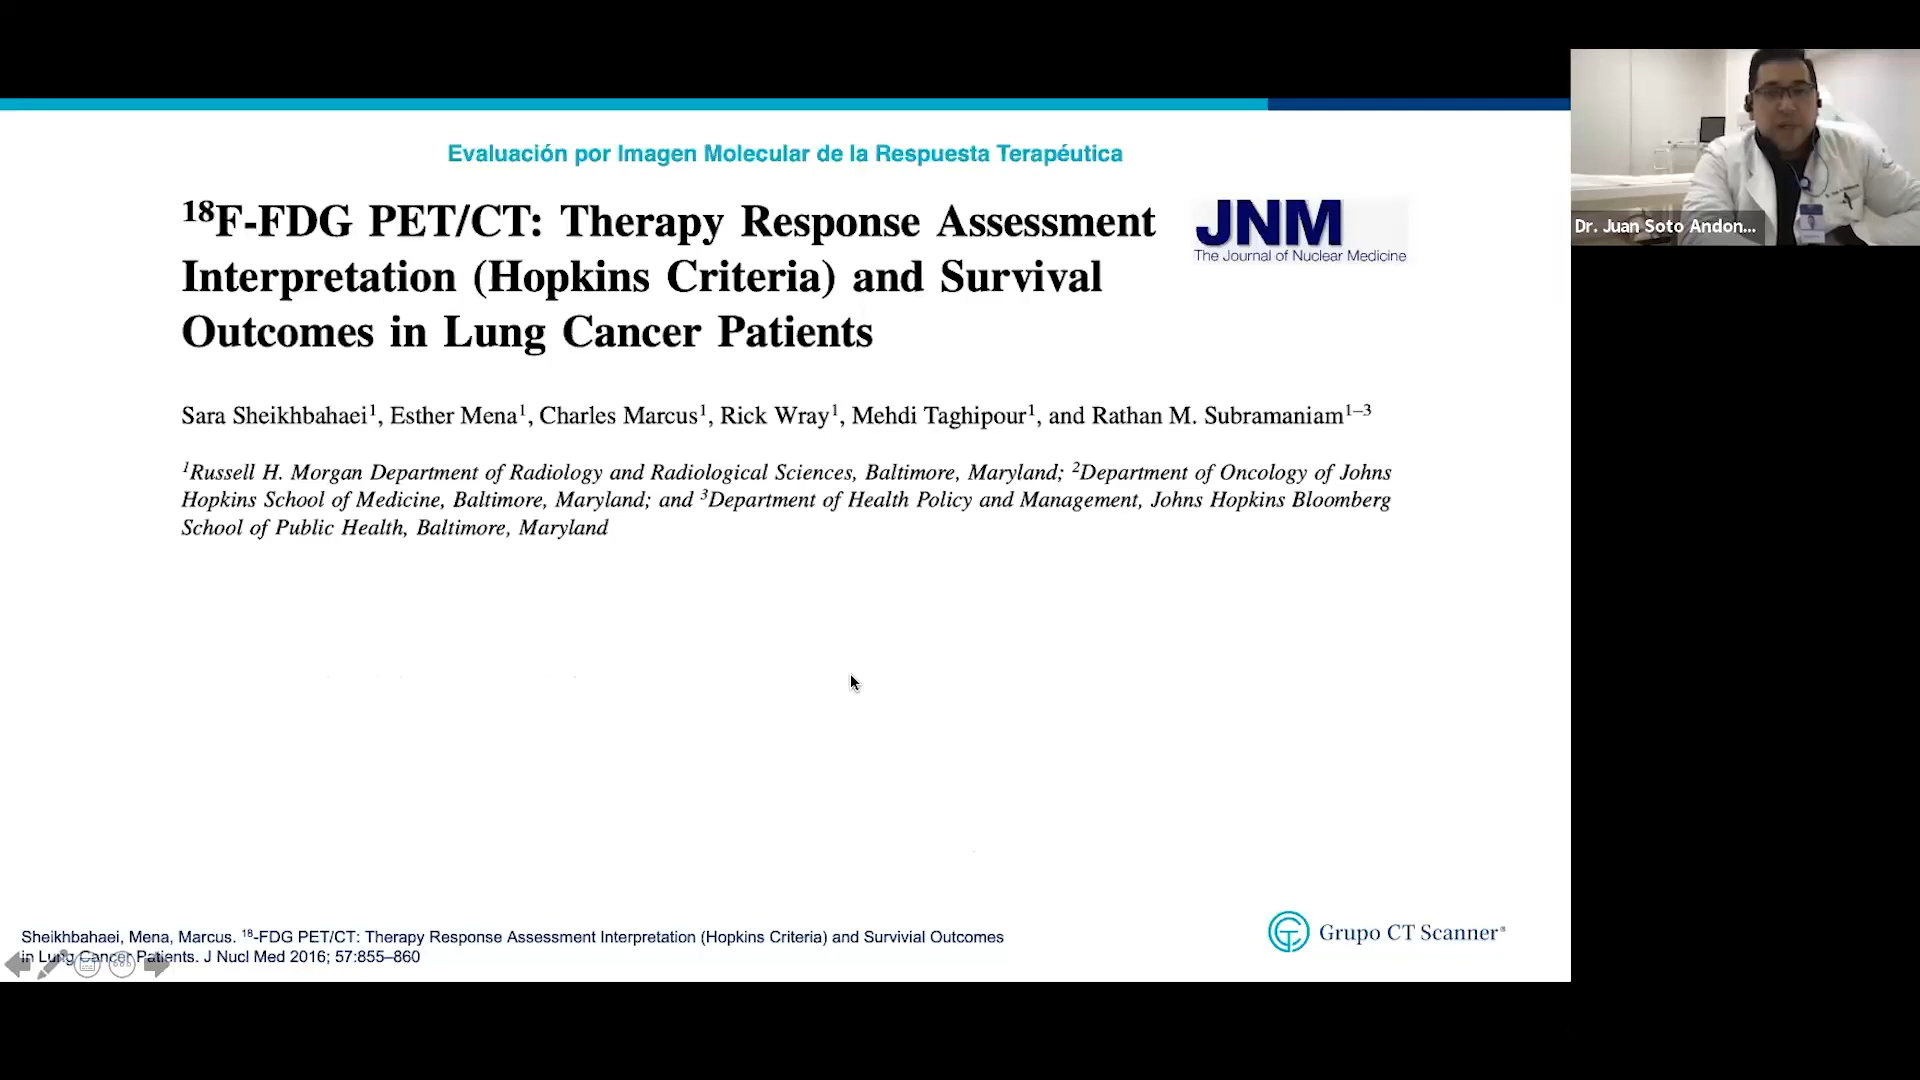 Evaluación por Imagen Molecular de la Respuesta Terapéutica
¹⁸F-FDG PET/CT: Therapy Response Assessment
Interpretation (Hopkins Criteria) and Survival
Outcomes in Lung Cancer Patients
JNM
The Journal of Nuclear Medicine
Dr. Juan Soto Andon...
Sara Sheikhbahaei¹, Esther Mena¹, Charles Marcus¹, Rick Wray¹, Mehdi Taghipour¹, and Rathan M. Subramaniam¹⁻³
¹Russell H. Morgan Department of Radiology and Radiological Sciences, Baltimore, Maryland; ²Department of Oncology of Johns
Hopkins School of Medicine, Baltimore, Maryland; and ³Department of Health Policy and Management, Johns Hopkins Bloomberg
School of Public Health, Baltimore, Maryland
Sheikhbahaei, Mena, Marcus. ¹⁸-FDG PET/CT: Therapy Response Assessment Interpretation (Hopkins Criteria) and Survivial Outcomes
in Lung Cancer Patients. J Nucl Med 2016; 57:855–860
Grupo CT Scanner®